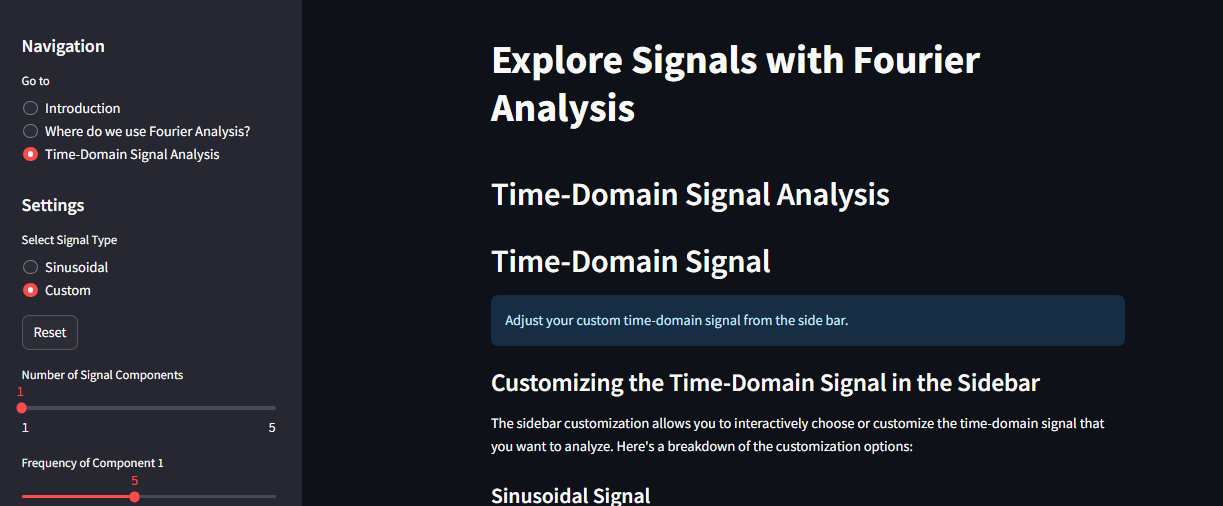 Navigation
Go to
Introduction
Where do we use Fourier Analysis?
Time-Domain Signal Analysis
Settings
Select Signal Type
Sinusoidal
Custom
Reset
Number of Signal Components
1
1 5
Frequency of Component 1
5
Explore Signals with Fourier
Analysis
Time-Domain Signal Analysis
Time-Domain Signal
Adjust your custom time-domain signal from the side bar.
Customizing the Time-Domain Signal in the Sidebar
The sidebar customization allows you to interactively choose or customize the time-domain signal that
you want to analyze. Here's a breakdown of the customization options:
Sinusoidal Signal